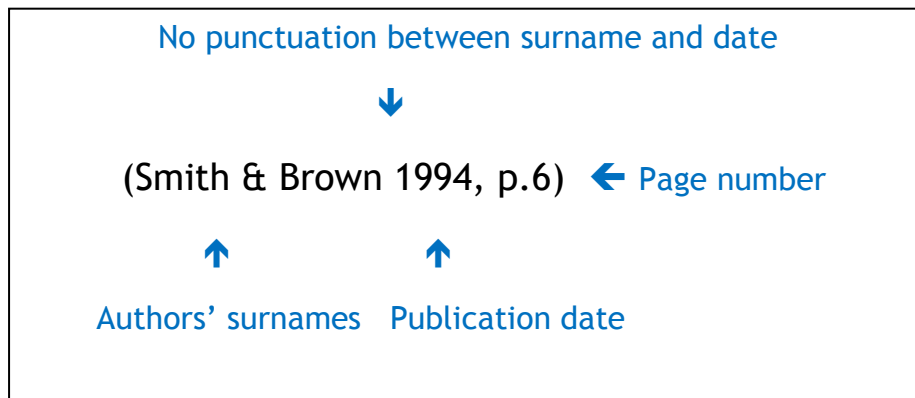 No punctuation between surname and date
(Smith & Brown 1994, p.6) Page number
Authors’ surnames Publication date